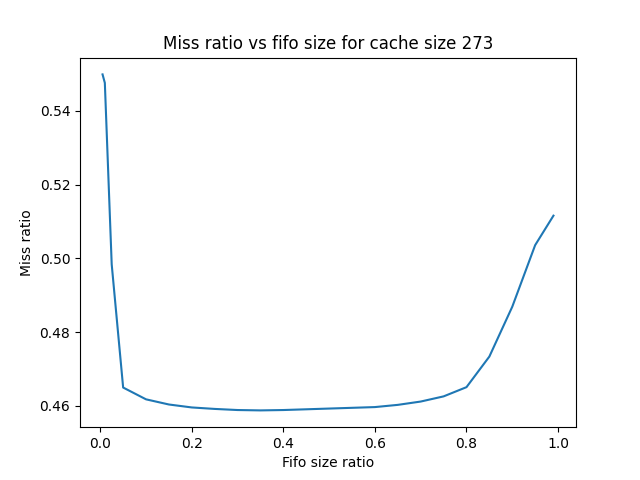 Miss ratio vs fifo size for cache size 273
0.54
0.52
0.50
0.48
0.46
Miss ratio
0.0 0.2 0.4 0.6 0.8 1.0
Fifo size ratio